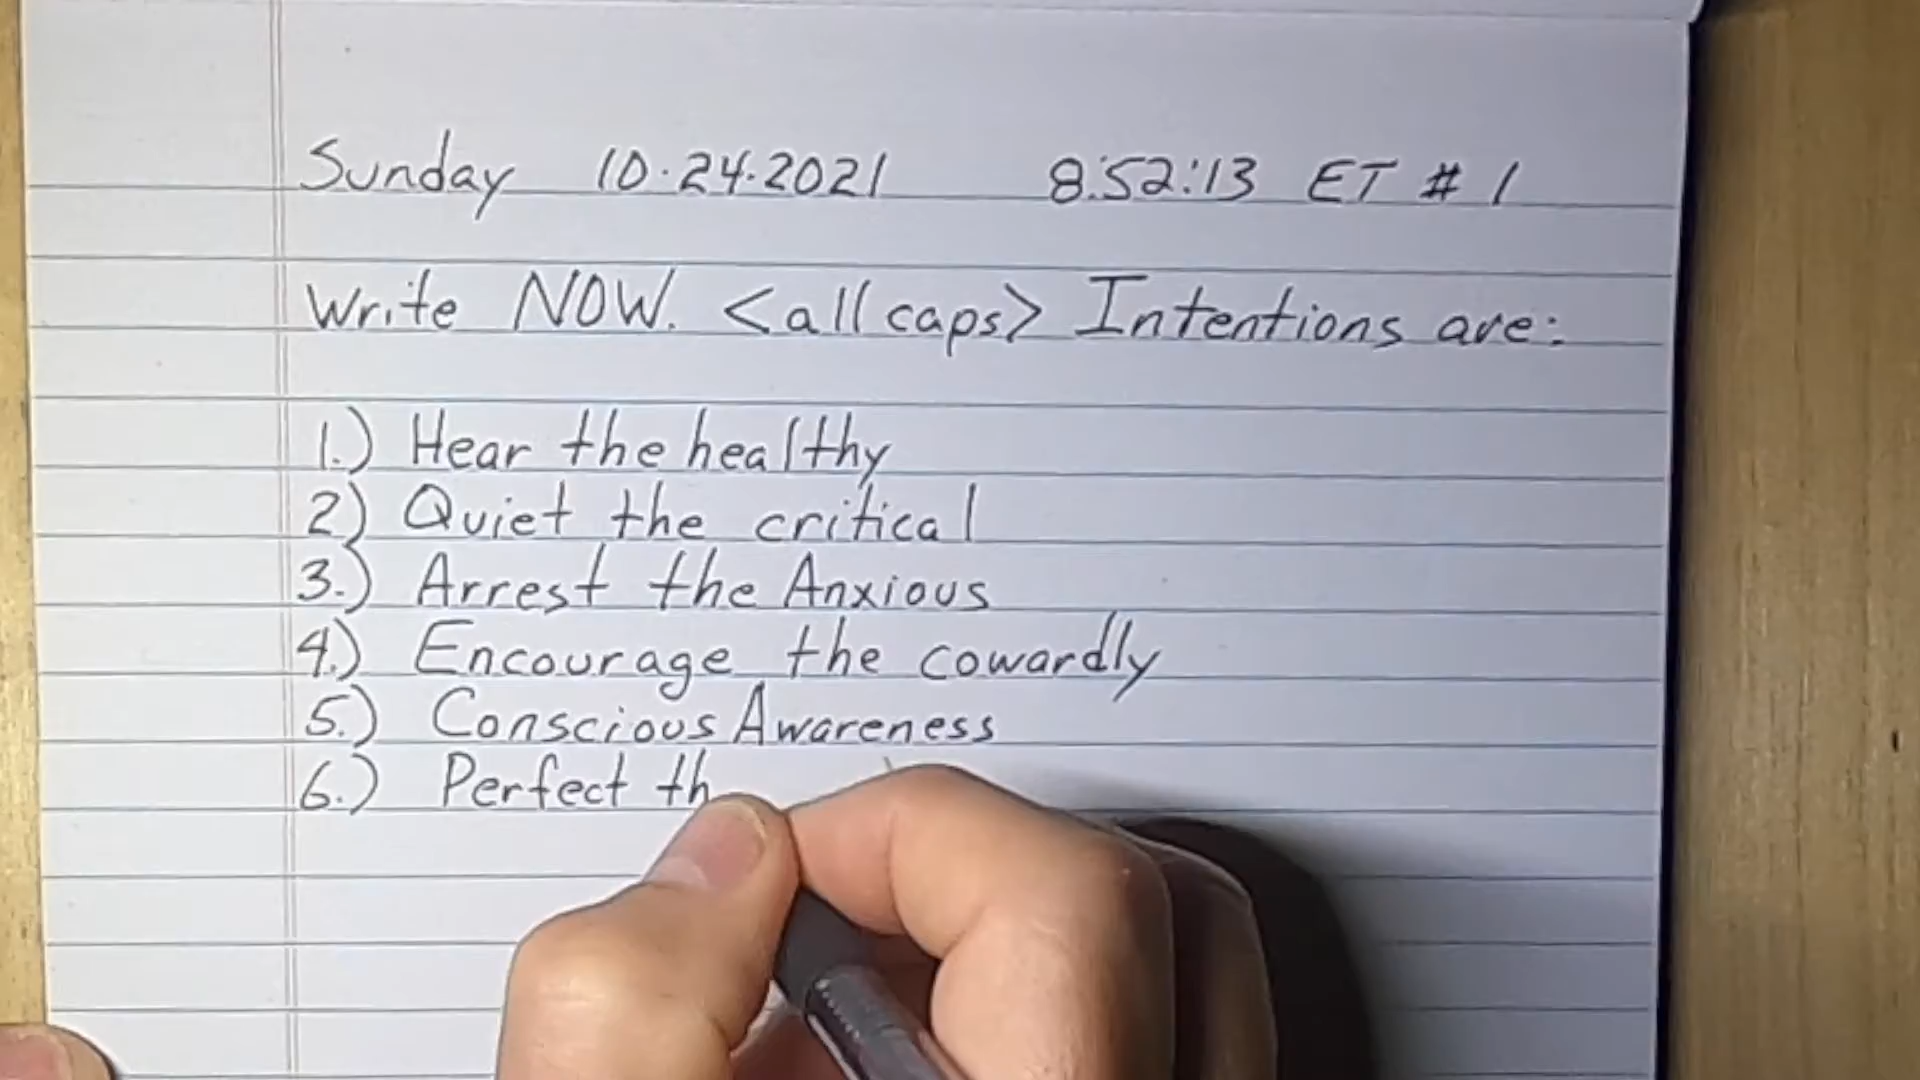 Sunday 10.24.2021 8:52:13 ET # 1
Write NOW. <all caps> Intentions are:
1.) Hear the healthy
2) Quiet the critical
3.) Arrest the Anxious
4.) Encourage the cowardly
5.) Conscious Awareness
6.) Perfect th